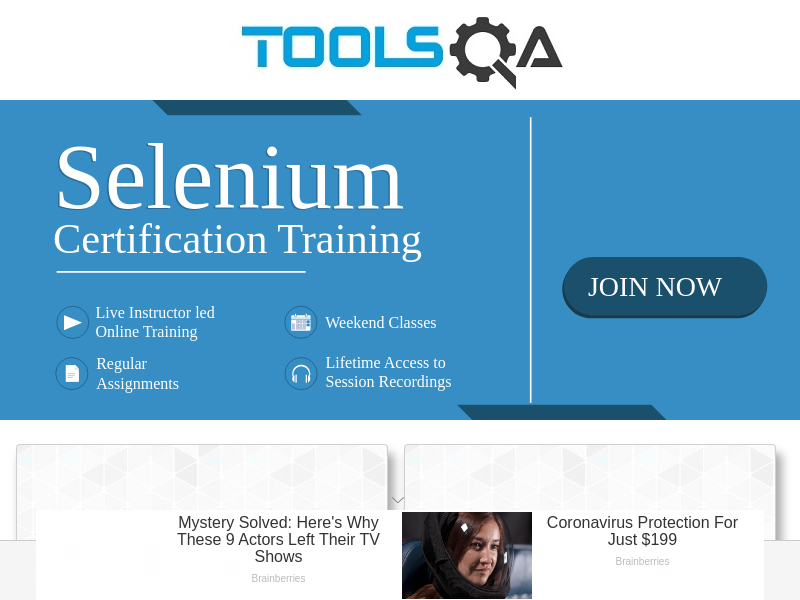 TOOLSQA
Selenium
Certification Training
JOIN NOW
Live Instructor led
Online Training
Weekend Classes
Regular
Assignments
Lifetime Access to
Session Recordings
Mystery Solved: Here's Why
These 9 Actors Left Their TV
Shows
Brainberries
Coronavirus Protection For
Just $199
Brainberries